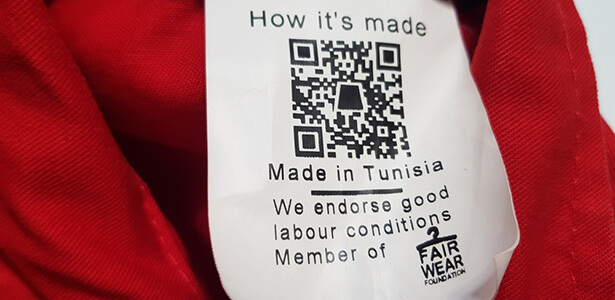 How it's made
Made in Tunisia
We endorse good
labour conditions
Member of
FAIR
WEAR
FOUNDATION